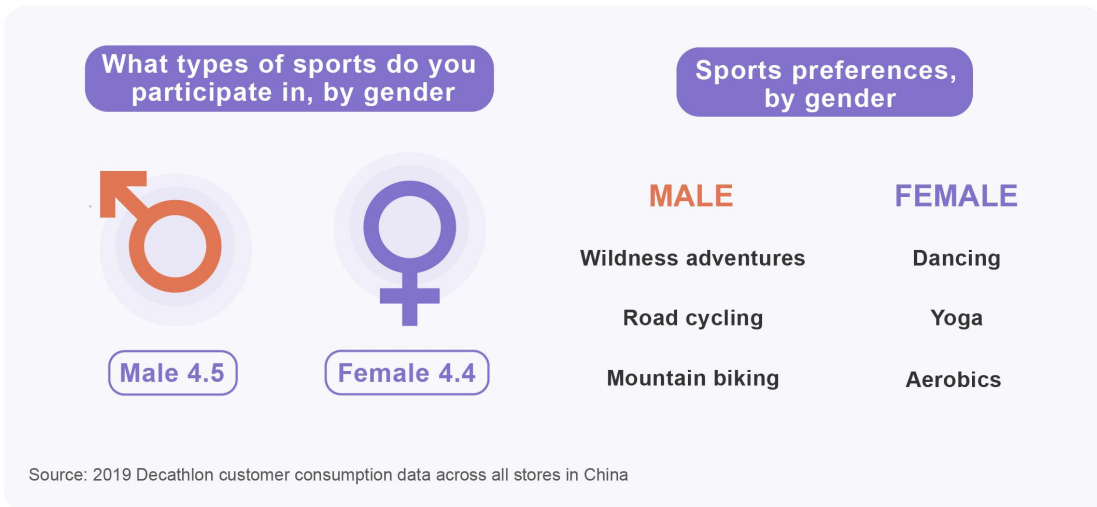 What types of sports do you
participate in, by gender
Male 4.5
Female 4.4
Sports preferences,
by gender
MALE
FEMALE
Wildness adventures
Dancing
Road cycling
Yoga
Mountain biking
Aerobics
Source: 2019 Decathlon customer consumption data across all stores in China